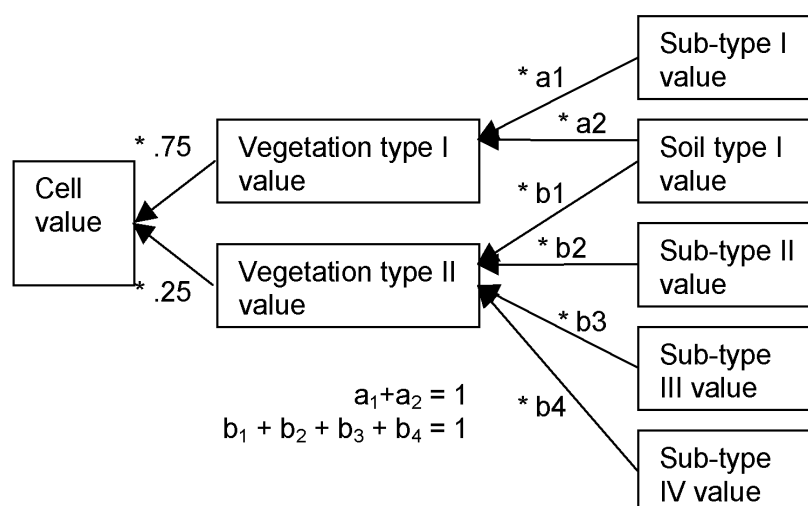 Sub-type I
value
* a1
* a2
* .75
Vegetation type I
value
Soil type I
value
Cell
value
* b1
* b2
Sub-type II
value
* .25
Vegetation type II
value
* b3
Sub-type
III value
a₁+a₂ = 1
* b4
b₁ + b₂ + b₃ + b₄ = 1
Sub-type
IV value